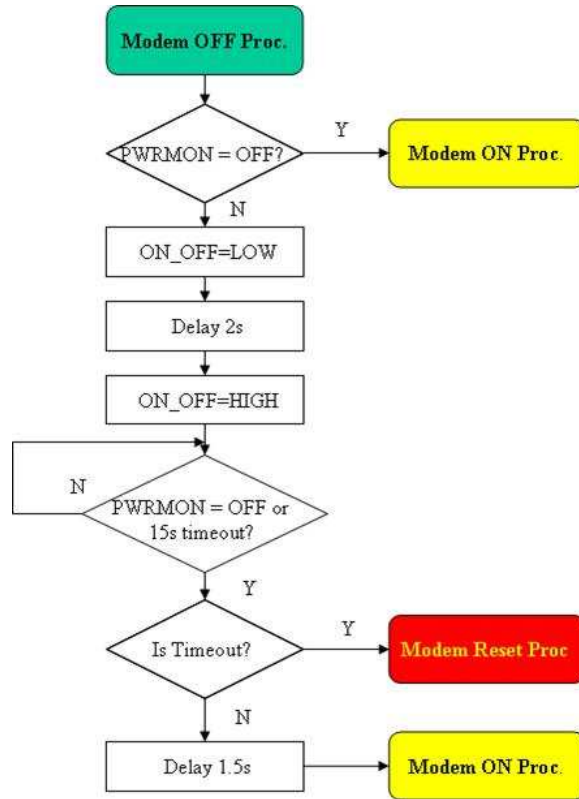 Modem OFF Proc.
PWRMON = OFF?
Y
Modem ON Proc.
N
ON_OFF=LOW
Delay 2s
ON_OFF=HIGH
N
PWRMON = OFF or
15s timeout?
Y
Is Timeout?
Y
Modem Reset Proc
N
Delay 1.5s
Modem ON Proc.